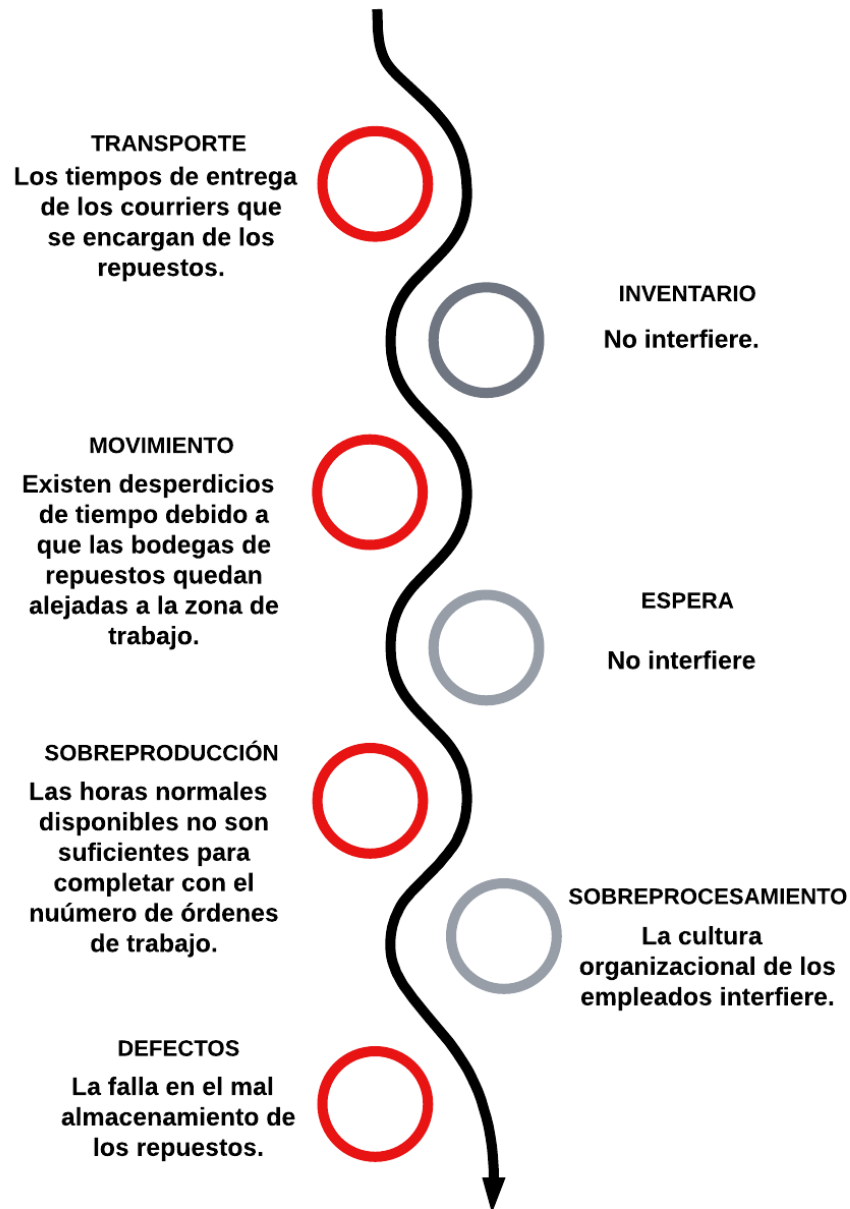 TRANSPORTE
Los tiempos de entrega
de los courriers que
se encargan de los
repuestos.
INVENTARIO
No interfiere.
MOVIMIENTO
Existen desperdicios
de tiempo debido a
que las bodegas de
repuestos quedan
alejadas a la zona de
trabajo.
ESPERA
No interfiere
SOBREPRODUCCIÓN
Las horas normales
disponibles no son
suficientes para
completar con el
nuúmero de órdenes
de trabajo.
SOBREPROCESAMIENTO
La cultura
organizacional de los
empleados interfiere.
DEFECTOS
La falla en el mal
almacenamiento de
los repuestos.